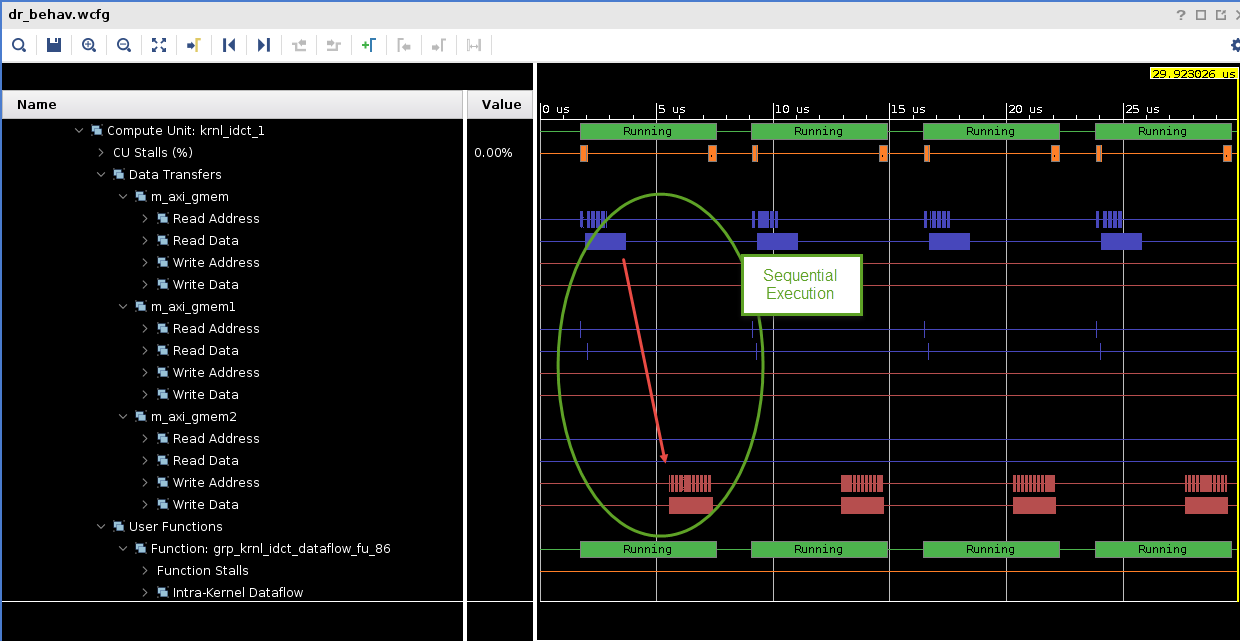 dr_behav.wcfg
29.923026 us
Name
Value
0 us
5 us
10 us
15 us
20 us
25 us
Compute Unit: krnl_idct_1
Running
Running
Running
Running
CU Stalls (%)
0.00%
Data Transfers
m_axi_gmem
Read Address
Read Data
Write Address
Write Data
Sequential
Execution
m_axi_gmem1
Read Address
Read Data
Write Address
Write Data
m_axi_gmem2
Read Address
Read Data
Write Address
Write Data
User Functions
Function: grp_krnl_idct_dataflow_fu_86
Running
Running
Running
Running
Function Stalls
Intra-Kernel Dataflow